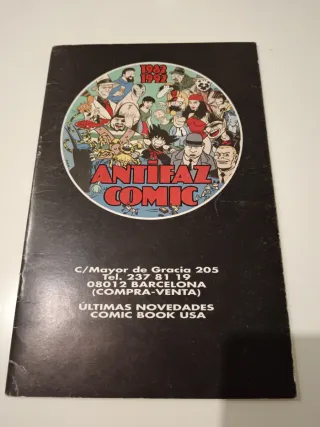 1962
1992
ANTIFAZ
COMIC
C/Mayor de Gracia 205
Tel. 237 81 19
08012 BARCELONA
(COMPRA-VENTA)
ÚLTIMAS NOVEDADES
COMIC BOOK USA